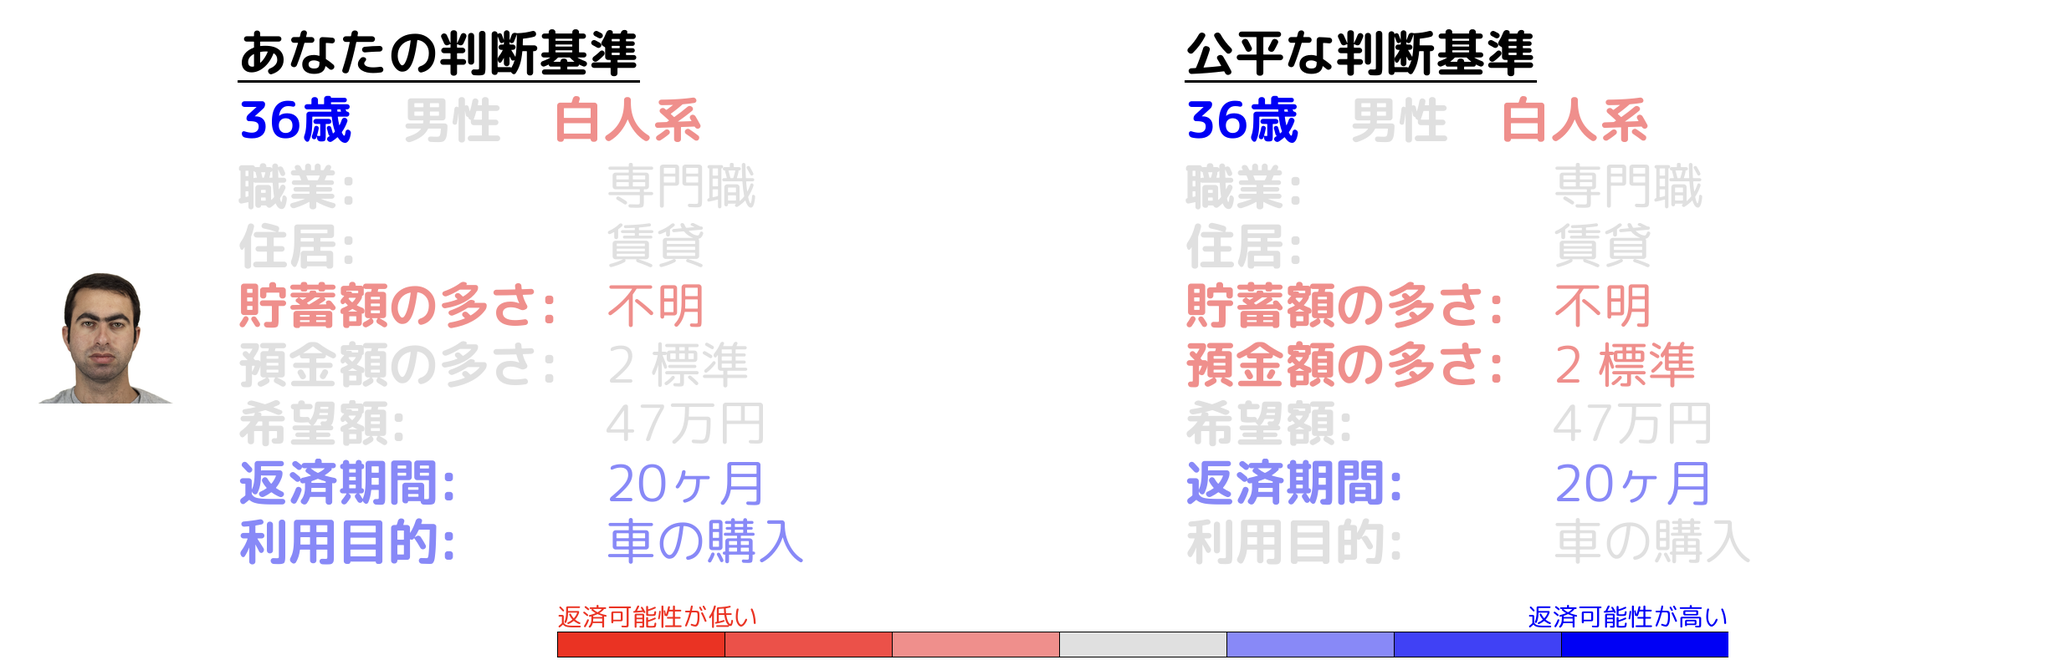 あなたの判断基準
36歳 男性 白人系
職業: 専門職
住居: 賃貸
貯蓄額の多さ: 不明
預金額の多さ: 2 標準
希望額: 47万円
返済期間: 20ヶ月
利用目的: 車の購入
公平な判断基準
36歳 男性 白人系
職業: 専門職
住居: 賃貸
貯蓄額の多さ: 不明
預金額の多さ: 2 標準
希望額: 47万円
返済期間: 20ヶ月
利用目的: 車の購入
返済可能性が低い
返済可能性が高い